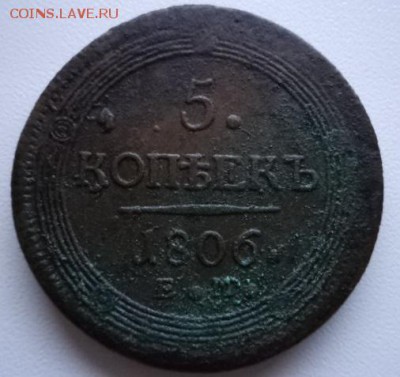 COINS.LAVE.RU
. 5 .
КОПѢЕКЪ
1806.
Е.М.